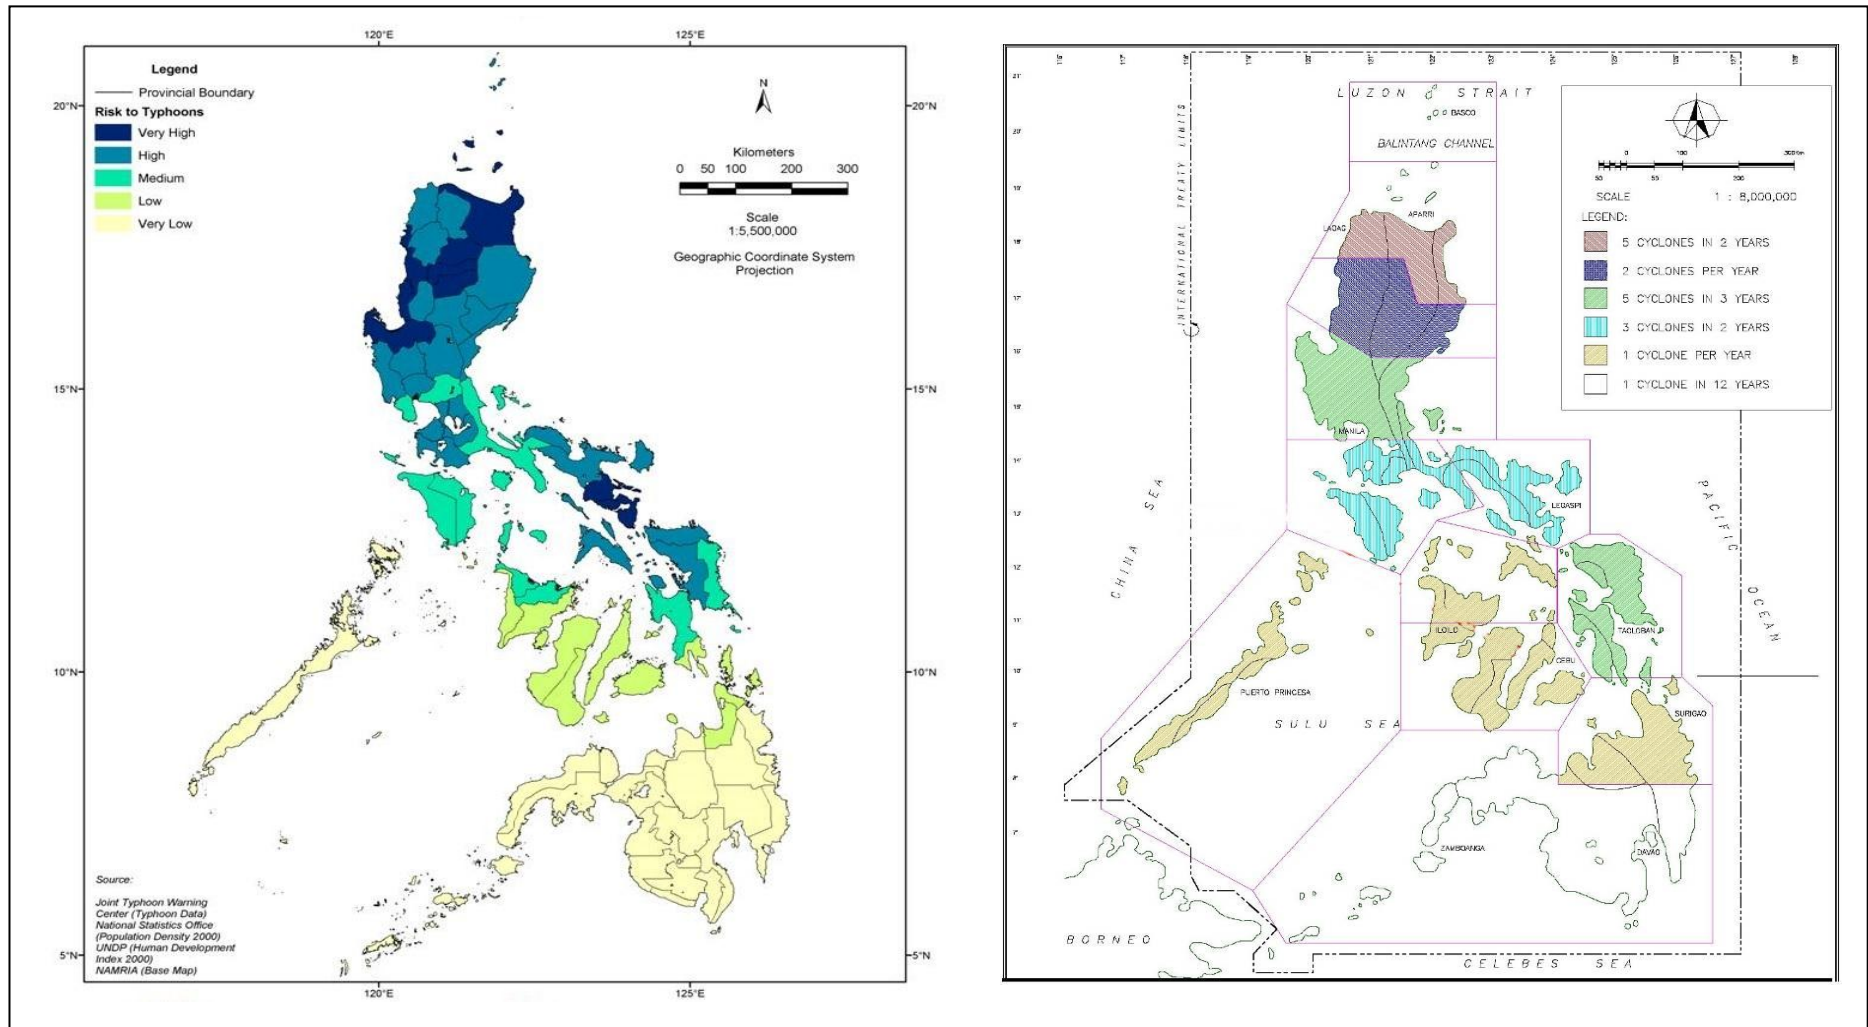 120°E
125°E
Legend
Provincial Boundary
Risk to Typhoons
Very High
High
Medium
Low
Very Low
20°N
20°N
N
Kilometers
0 50 100 200 300
Scale
1:5,500,000
Geographic Coordinate System
Projection
15°N
15°N
10°N
10°N
5°N
5°N
Source:
Joint Typhoon Warning
Center (Typhoon Data)
National Statistics Office
(Population Density 2000)
UNDP (Human Development
Index 2000)
NAMRIA (Base Map)
120°E
125°E
LUZON STRAIT
BASCO
BALINTANG CHANNEL
INTERNATIONAL TREATY LIMITS
APARRI
LAOAG
SCALE 1 : 8,000,000
LEGEND:
5 CYCLONES IN 2 YEARS
2 CYCLONES PER YEAR
5 CYCLONES IN 3 YEARS
3 CYCLONES IN 2 YEARS
1 CYCLONE PER YEAR
1 CYCLONE IN 12 YEARS
MANILA
LEGASPI
CHINA SEA
PACIFIC OCEAN
ILOILO
TACLOBAN
CEBU
PUERTO PRINCESA
SULU SEA
SURIGAO
ZAMBOANGA
DAVAO
BORNEO
CELEBES SEA